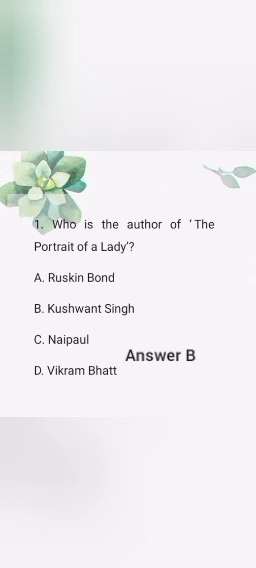 1. Who is the author of 'The
Portrait of a Lady'?
A. Ruskin Bond
B. Kushwant Singh
C. Naipaul
Answer B
D. Vikram Bhatt